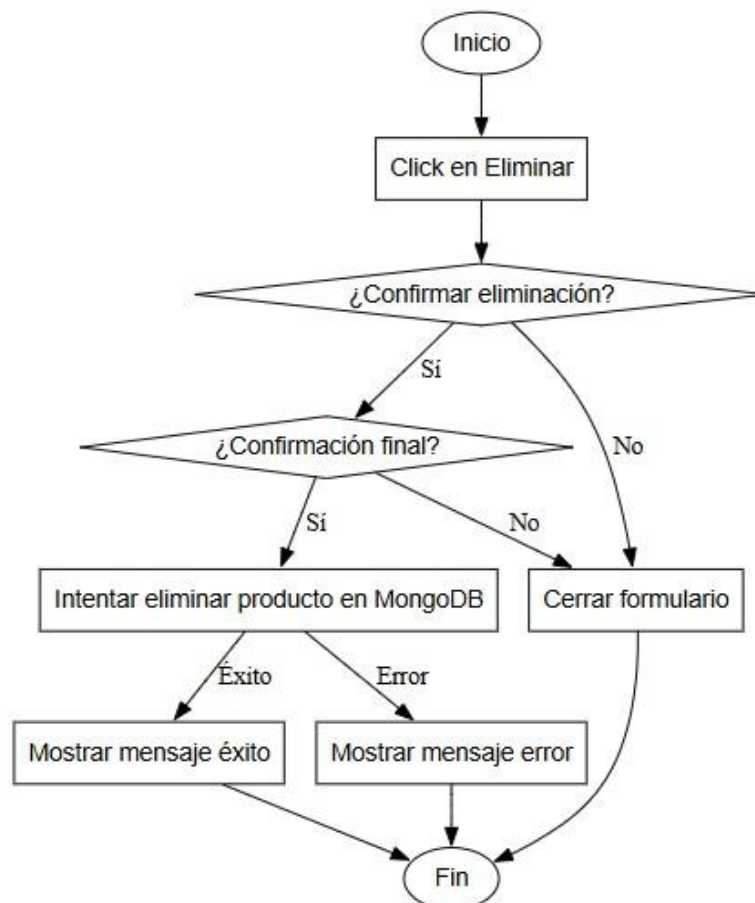 Inicio
Click en Eliminar
¿Confirmar eliminación?
Sí
¿Confirmación final?
No
Sí
No
Intentar eliminar producto en MongoDB
Cerrar formulario
Éxito
Error
Mostrar mensaje éxito
Mostrar mensaje error
Fin